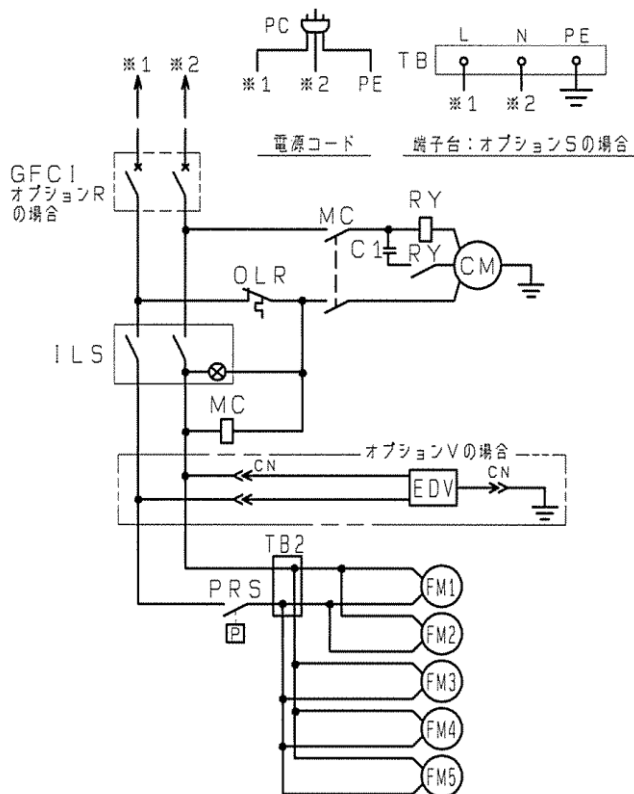 PC
※1 ※2 PE
電源コード
L N PE
TB
※1 ※2
端子台：オプションSの場合
※1 ※2
GFCI
オプションR
の場合
MC
RY
C1
RY
CM
OLR
ILS
MC
オプションVの場合
CN
EDV
CN
TB2
PRS
P
FM1
FM2
FM3
FM4
FM5